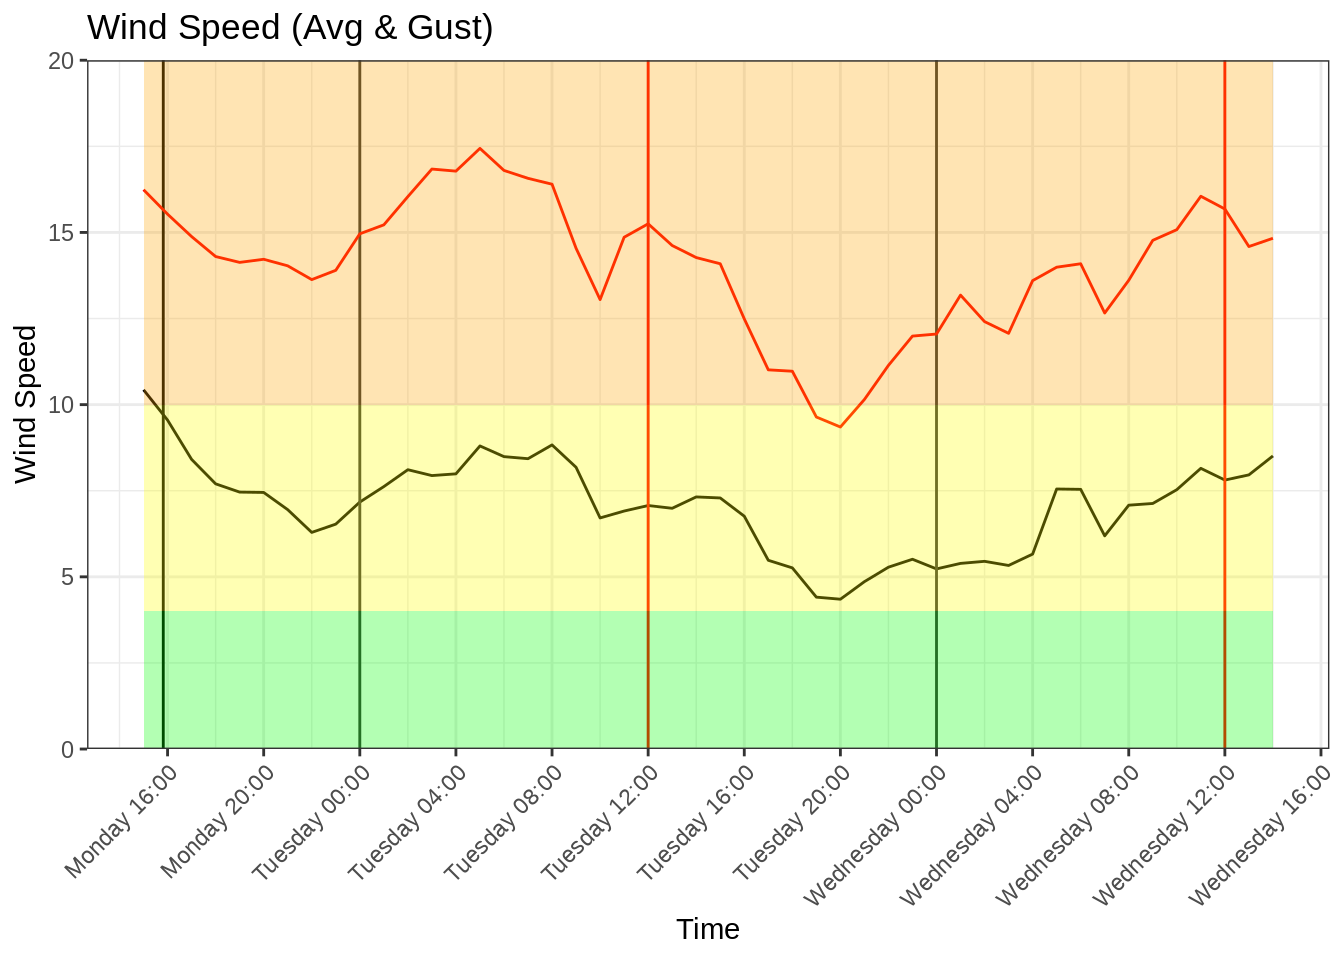 Wind Speed (Avg & Gust)
20
15
10
5
0
Wind Speed
Monday 16:00
Monday 20:00
Tuesday 00:00
Tuesday 04:00
Tuesday 08:00
Tuesday 12:00
Tuesday 16:00
Tuesday 20:00
Wednesday 00:00
Wednesday 04:00
Wednesday 08:00
Wednesday 12:00
Wednesday 16:00
Time